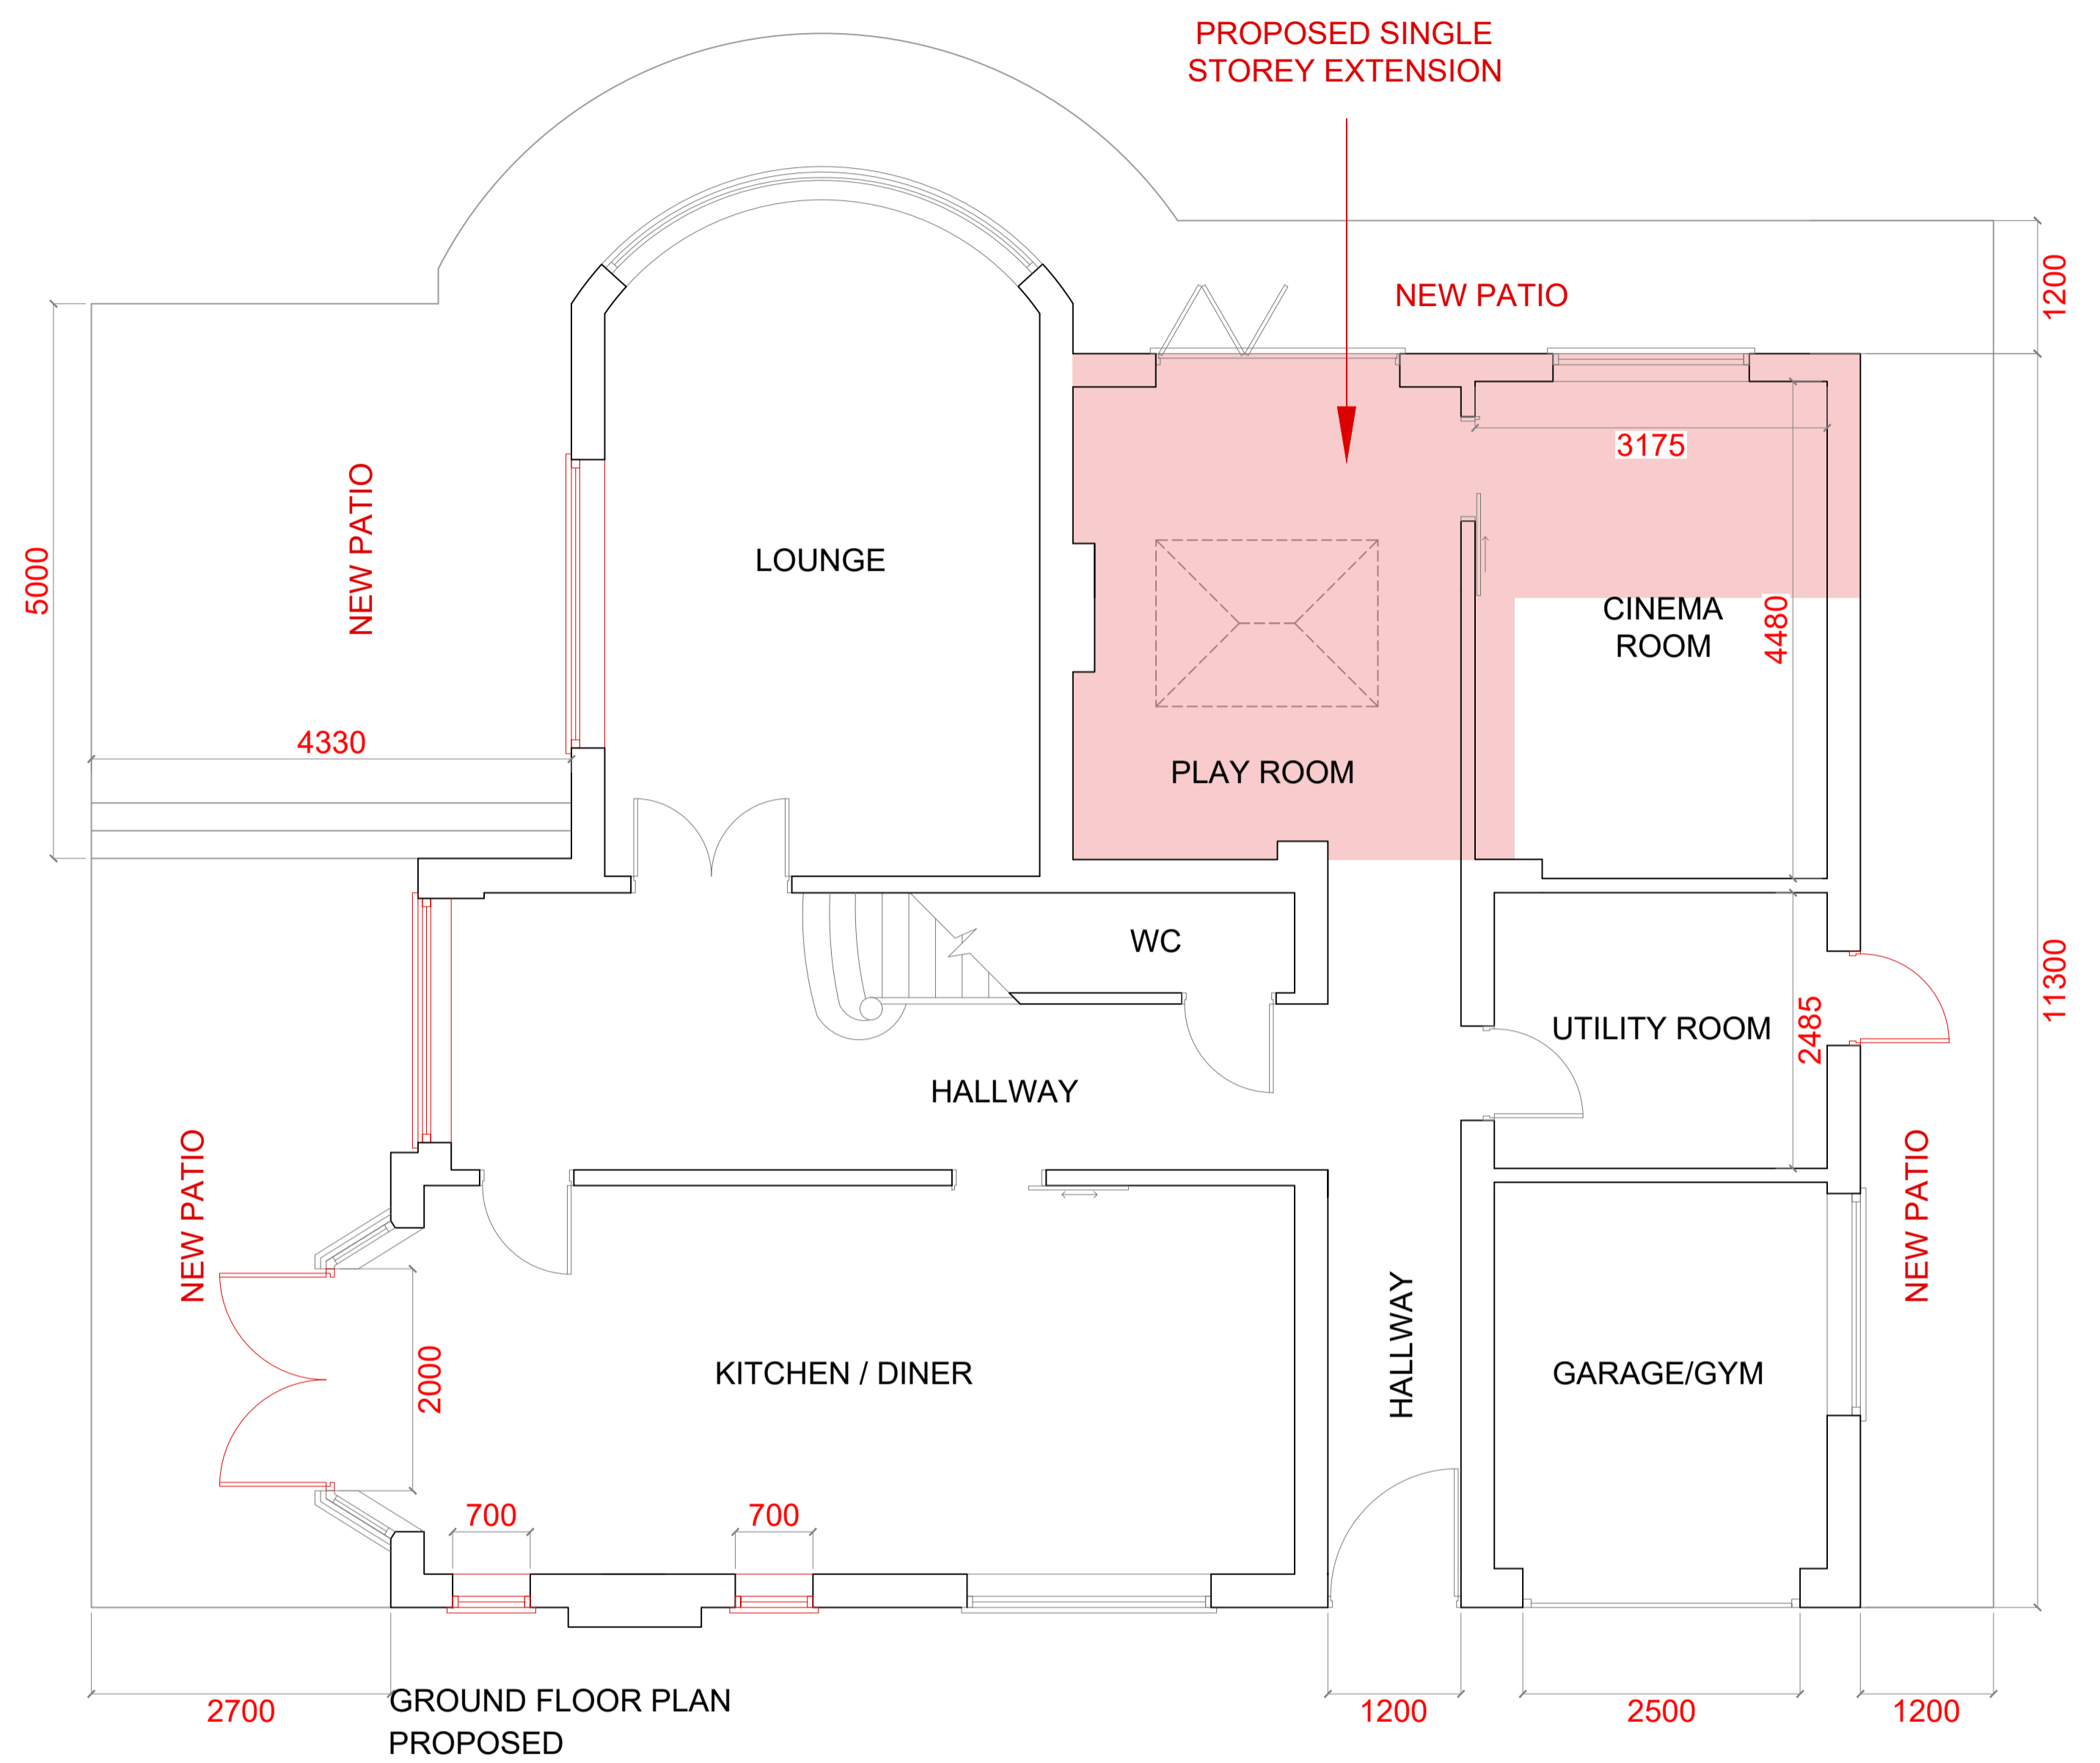 PROPOSED SINGLE
STOREY EXTENSION
NEW PATIO
1200
3175
NEW PATIO
5000
LOUNGE
CINEMA
ROOM
4480
4330
PLAY ROOM
WC
11300
UTILITY ROOM
2485
HALLWAY
NEW PATIO
NEW PATIO
HALLWAY
2000
KITCHEN / DINER
GARAGE/GYM
700
700
2700
GROUND FLOOR PLAN
PROPOSED
1200
2500
1200